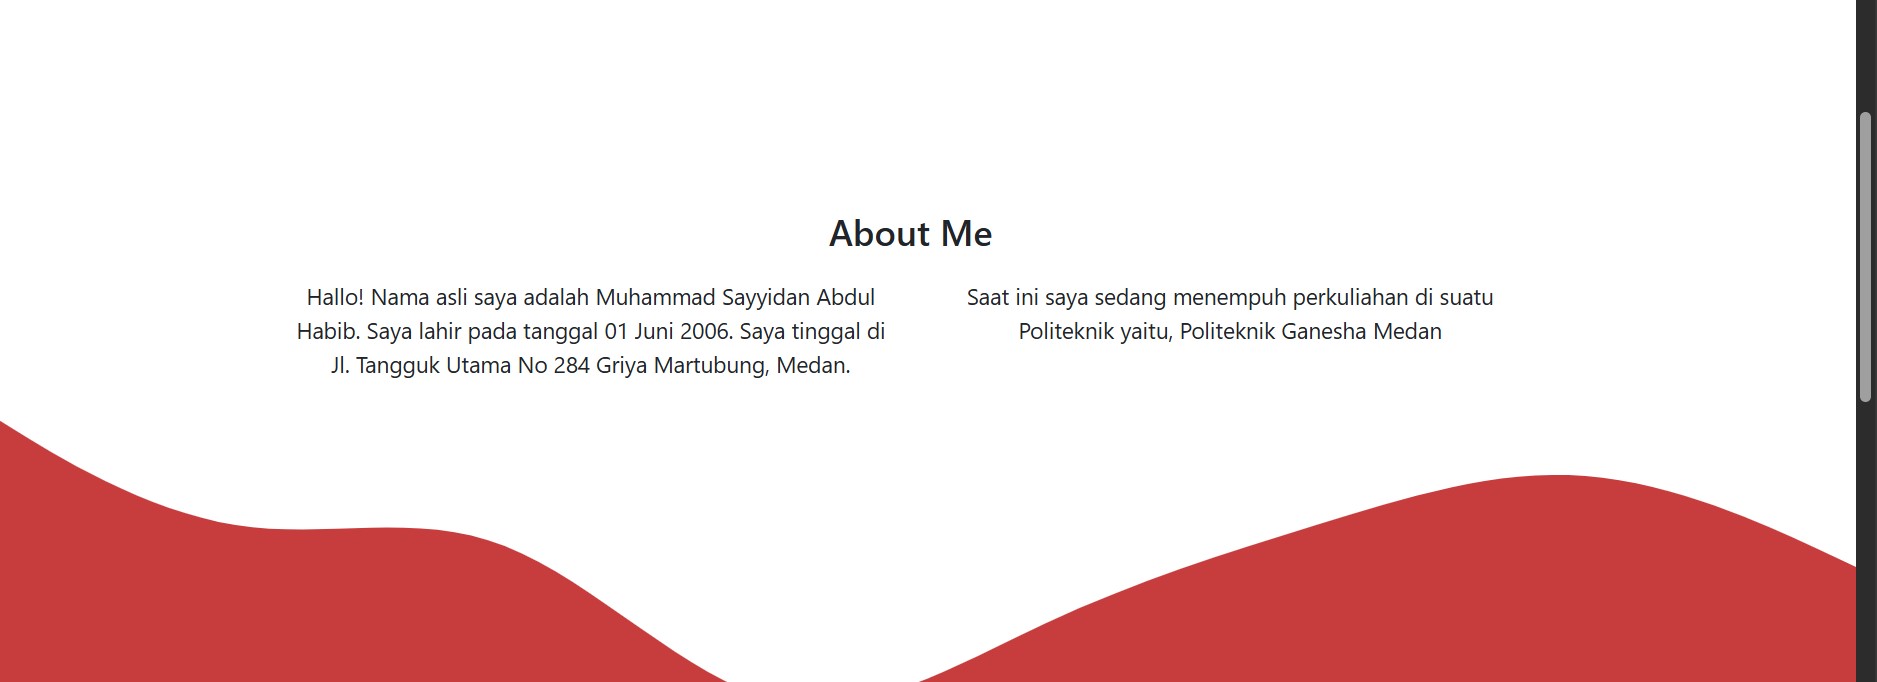 About Me
Hallo! Nama asli saya adalah Muhammad Sayyidan Abdul
Habib. Saya lahir pada tanggal 01 Juni 2006. Saya tinggal di
Jl. Tangguk Utama No 284 Griya Martubung, Medan.
Saat ini saya sedang menempuh perkuliahan di suatu
Politeknik yaitu, Politeknik Ganesha Medan